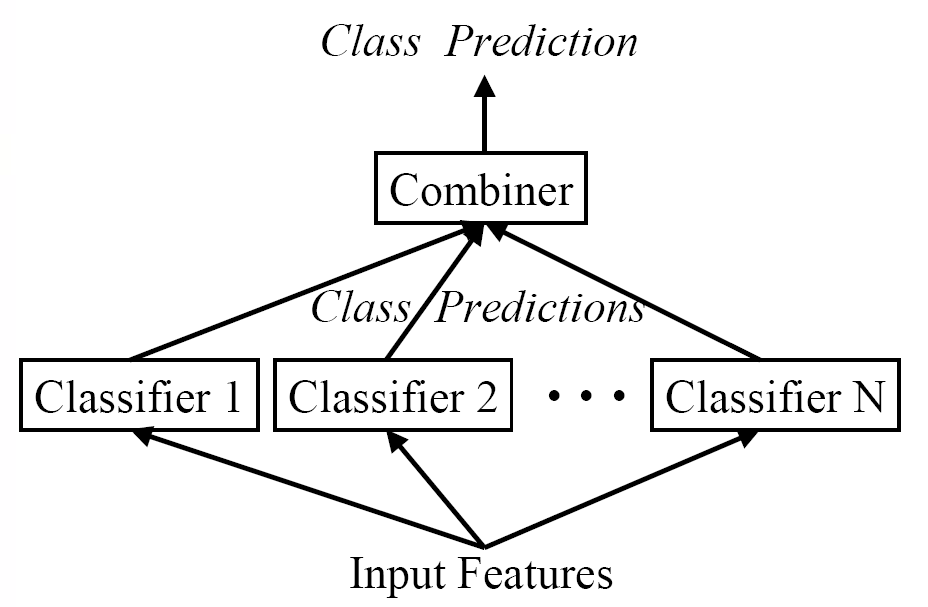 Class Prediction
Combiner
Class Predictions
Classifier 1
Classifier 2
• • •
Classifier N
Input Features